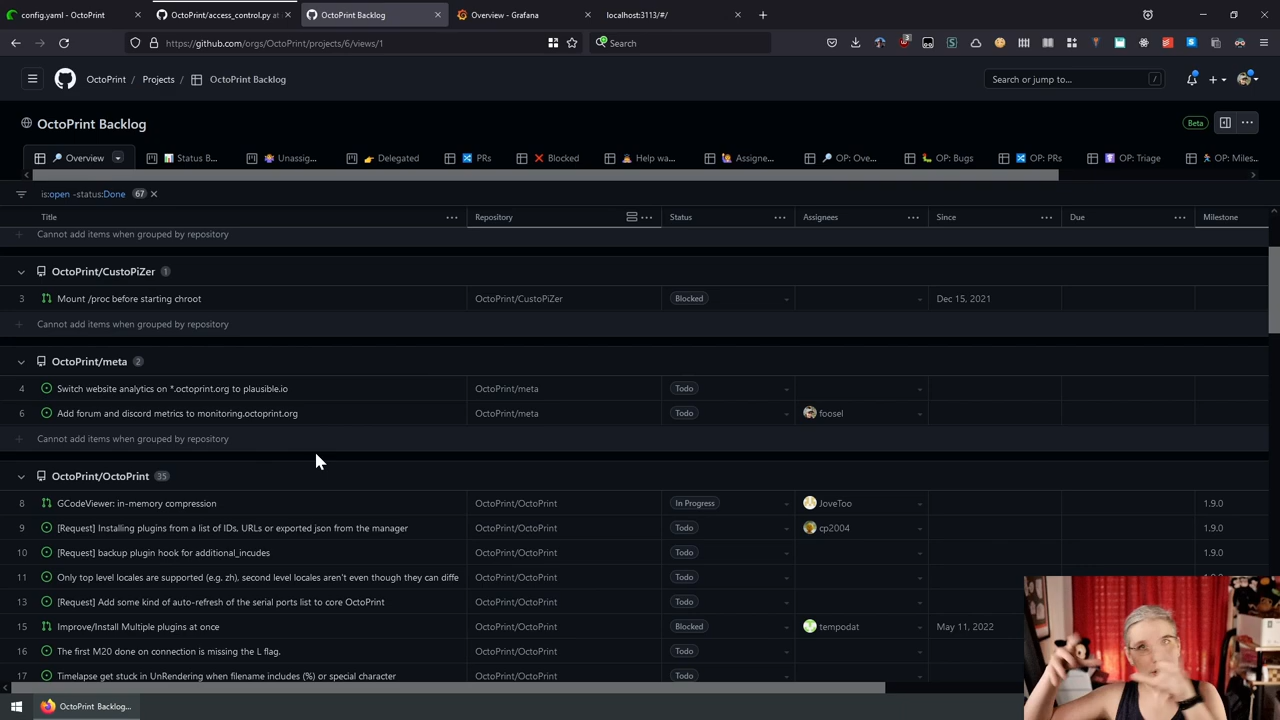 config.yaml - OctoPrint
OctoPrint/access_control.py at
OctoPrint Backlog
Overview - Grafana
localhost:3113/#/
https://github.com/orgs/OctoPrint/projects/6/views/1
Search
3
OctoPrint / Projects / OctoPrint Backlog
Search or jump to...
/
OctoPrint Backlog
Beta
Overview
Status B...
Unassig...
Delegated
PRs
Blocked
Help wa...
Assigne...
OP: Ove...
OP: Bugs
OP: PRs
OP: Triage
OP: Miles...
is:open -status:Done 67
Title Repository Status Assignees Since Due Milestone
Cannot add items when grouped by repository
OctoPrint/CustoPiZer 1
3 Mount /proc before starting chroot OctoPrint/CustoPiZer Blocked Dec 15, 2021
Cannot add items when grouped by repository
OctoPrint/meta 2
4 Switch website analytics on *.octoprint.org to plausible.io OctoPrint/meta Todo
6 Add forum and discord metrics to monitoring.octoprint.org OctoPrint/meta Todo foosel
Cannot add items when grouped by repository
OctoPrint/OctoPrint 35
8 GCodeViewer: in-memory compression OctoPrint/OctoPrint In Progress JoveToo 1.9.0
9 [Request] Installing plugins from a list of IDs, URLs or exported json from the manager OctoPrint/OctoPrint Todo cp2004 1.9.0
10 [Request] backup plugin hook for additional_incudes OctoPrint/OctoPrint Todo 1.9.0
11 Only top level locales are supported (e.g. zh), second level locales aren't even though they can diffe OctoPrint/OctoPrint Todo
13 [Request] Add some kind of auto-refresh of the serial ports list to core OctoPrint OctoPrint/OctoPrint Todo
15 Improve/Install Multiple plugins at once OctoPrint/OctoPrint Blocked tempodat May 11, 2022
16 The first M20 done on connection is missing the L flag. OctoPrint/OctoPrint Todo
17 Timelapse get stuck in UnRendering when filename includes (%) or special character OctoPrint/OctoPrint Todo
OctoPrint Backlog...